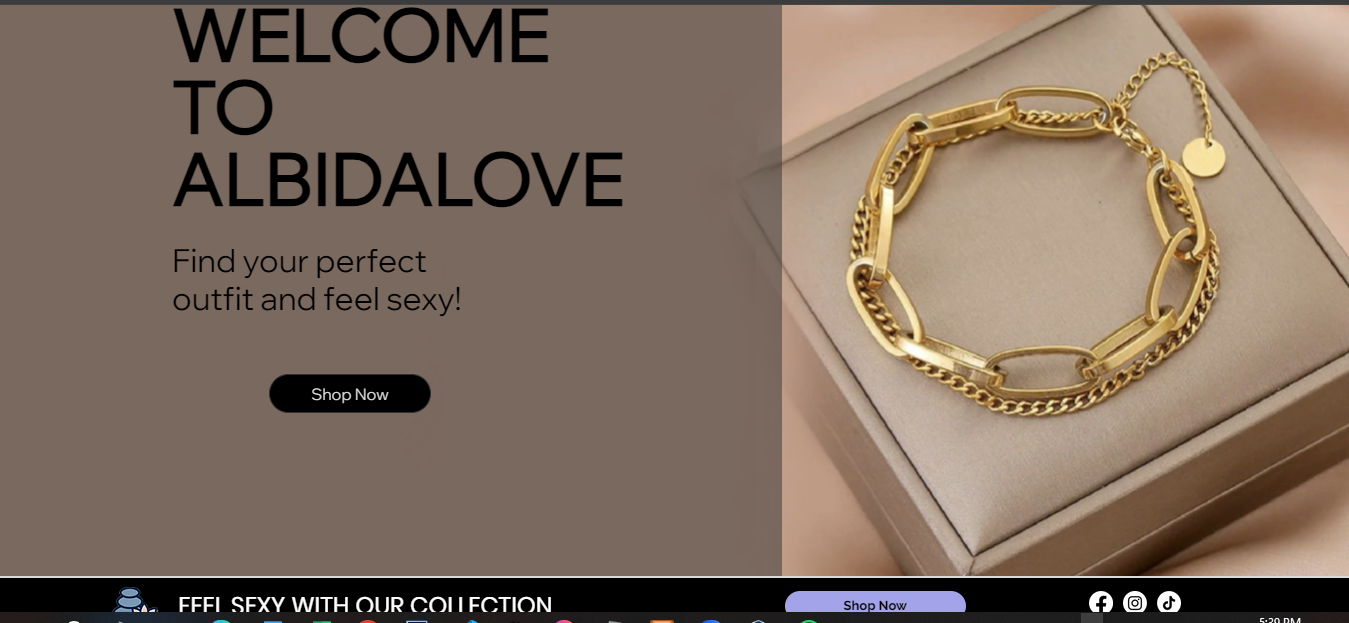 WELCOME
TO
ALBIDALOVE
Find your perfect
outfit and feel sexy!
Shop Now
FEEL SEXY WITH OUR COLLECTION
Shop Now
5:29 PM